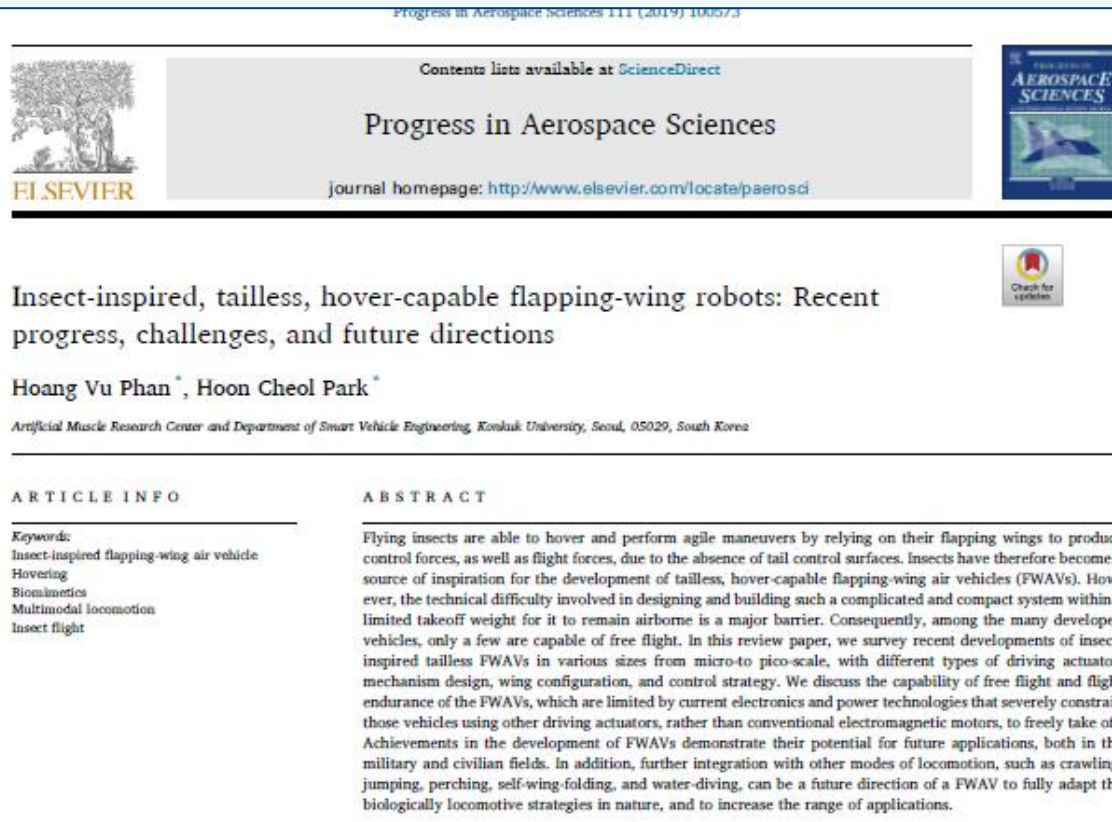 Progress in Aerospace Sciences 111 (2019) 100573
Contents lists available at ScienceDirect
AEROSPACE
SCIENCES
Progress in Aerospace Sciences
ELSEVIER
journal homepage: http://www.elsevier.com/locate/paerosci
Check for
updates
Insect-inspired, tailless, hover-capable flapping-wing robots: Recent
progress, challenges, and future directions
Hoang Vu Phan*, Hoon Cheol Park*
Artificial Muscle Research Center and Department of Smart Vehicle Engineering, Konkuk University, Seoul, 05029, South Korea
ARTICLE INFO
Keywords:
Insect-inspired flapping-wing air vehicle
Hovering
Biomimetics
Multimodal locomotion
Insect flight
ABSTRACT
Flying insects are able to hover and perform agile maneuvers by relying on their flapping wings to produc
control forces, as well as flight forces, due to the absence of tail control surfaces. Insects have therefore become
source of inspiration for the development of tailless, hover-capable flapping-wing air vehicles (FWAVs). How
ever, the technical difficulty involved in designing and building such a complicated and compact system within
limited takeoff weight for it to remain airborne is a major barrier. Consequently, among the many develope
vehicles, only a few are capable of free flight. In this review paper, we survey recent developments of insec
inspired tailless FWAVs in various sizes from micro-to pico-scale, with different types of driving actuato
mechanism design, wing configuration, and control strategy. We discuss the capability of free flight and fligh
endurance of the FWAVs, which are limited by current electronics and power technologies that severely constrai
those vehicles using other driving actuators, rather than conventional electromagnetic motors, to freely take of
Achievements in the development of FWAVs demonstrate their potential for future applications, both in th
military and civilian fields. In addition, further integration with other modes of locomotion, such as crawling
jumping, perching, self-wing-folding, and water-diving, can be a future direction of a FWAV to fully adapt th
biologically locomotive strategies in nature, and to increase the range of applications.